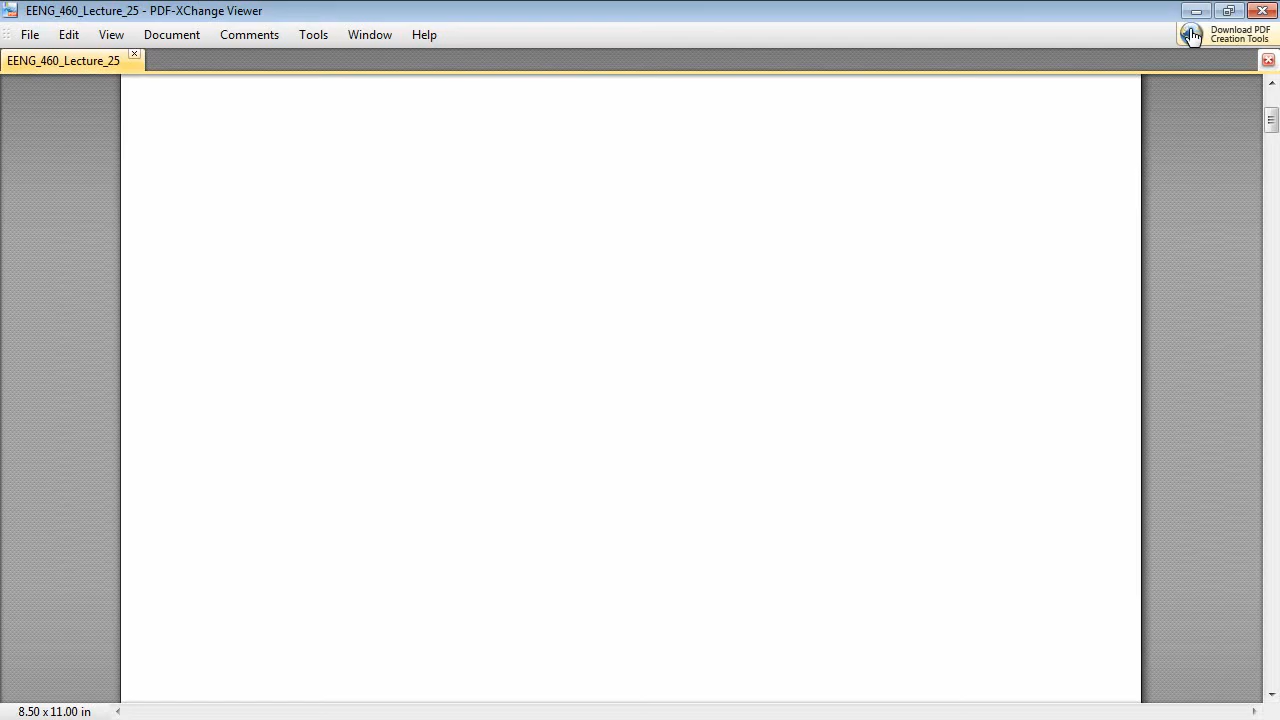 EENG_460_Lecture_25 - PDF-XChange Viewer
File Edit View Document Comments Tools Window Help
Download PDF
Creation Tools
EENG_460_Lecture_25
8.50 x 11.00 in